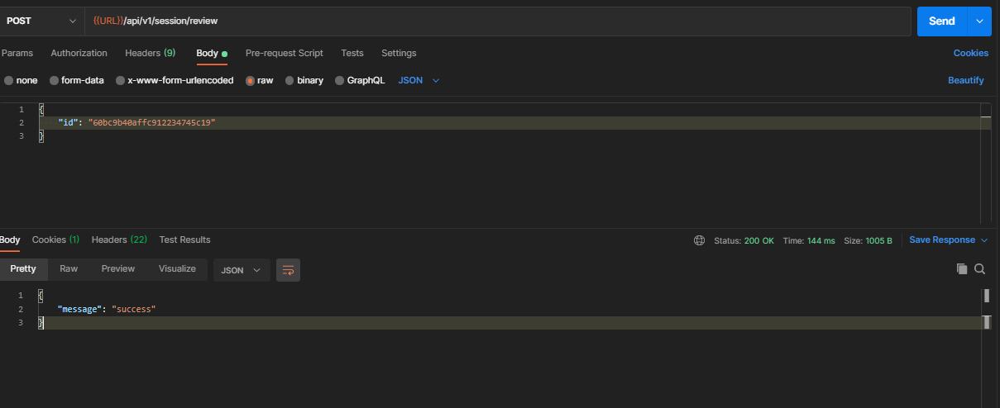 POST {{URL}}/api/v1/session/review Send
Params Authorization Headers (9) Body Pre-request Script Tests Settings Cookies
none form-data x-www-form-urlencoded raw binary GraphQL JSON Beautify
1 {
2 "id": "60bc9b40affc912234745c19"
3 }
Body Cookies (1) Headers (22) Test Results Status: 200 OK Time: 144 ms Size: 1005 B Save Response
Pretty Raw Preview Visualize JSON
1 {
2 "message": "success"
3 }